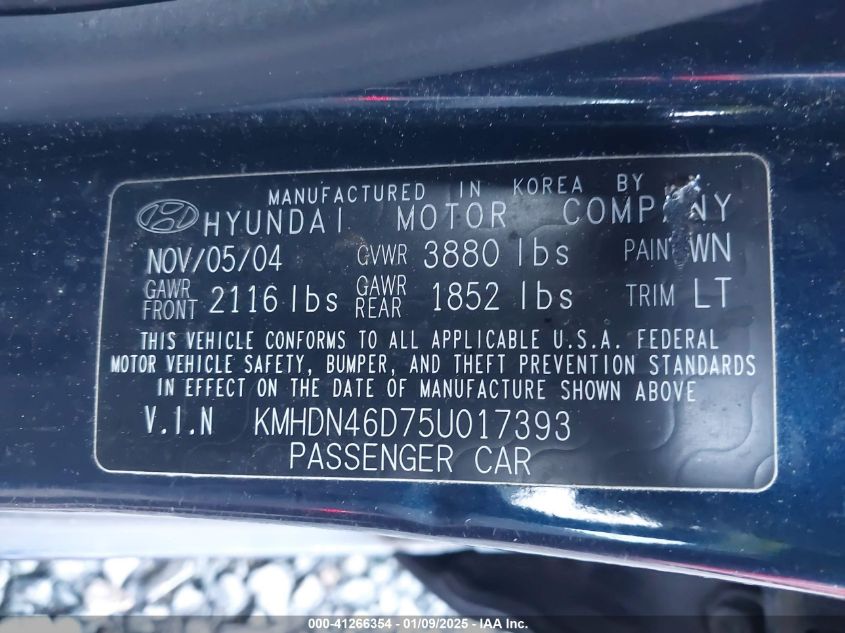 MANUFACTURED IN KOREA BY
HYUNDAI MOTOR COMPANY
NOV/05/04 GVWR 3880 lbs PAINT WN
GAWR FRONT 2116 lbs GAWR REAR 1852 lbs TRIM LT
THIS VEHICLE CONFORMS TO ALL APPLICABLE U.S.A. FEDERAL
MOTOR VEHICLE SAFETY, BUMPER, AND THEFT PREVENTION STANDARDS
IN EFFECT ON THE DATE OF MANUFACTURE SHOWN ABOVE
V.I.N KMHDN46D75U017393
PASSENGER CAR
000-41266354 - 01/09/2025 - IAA Inc.